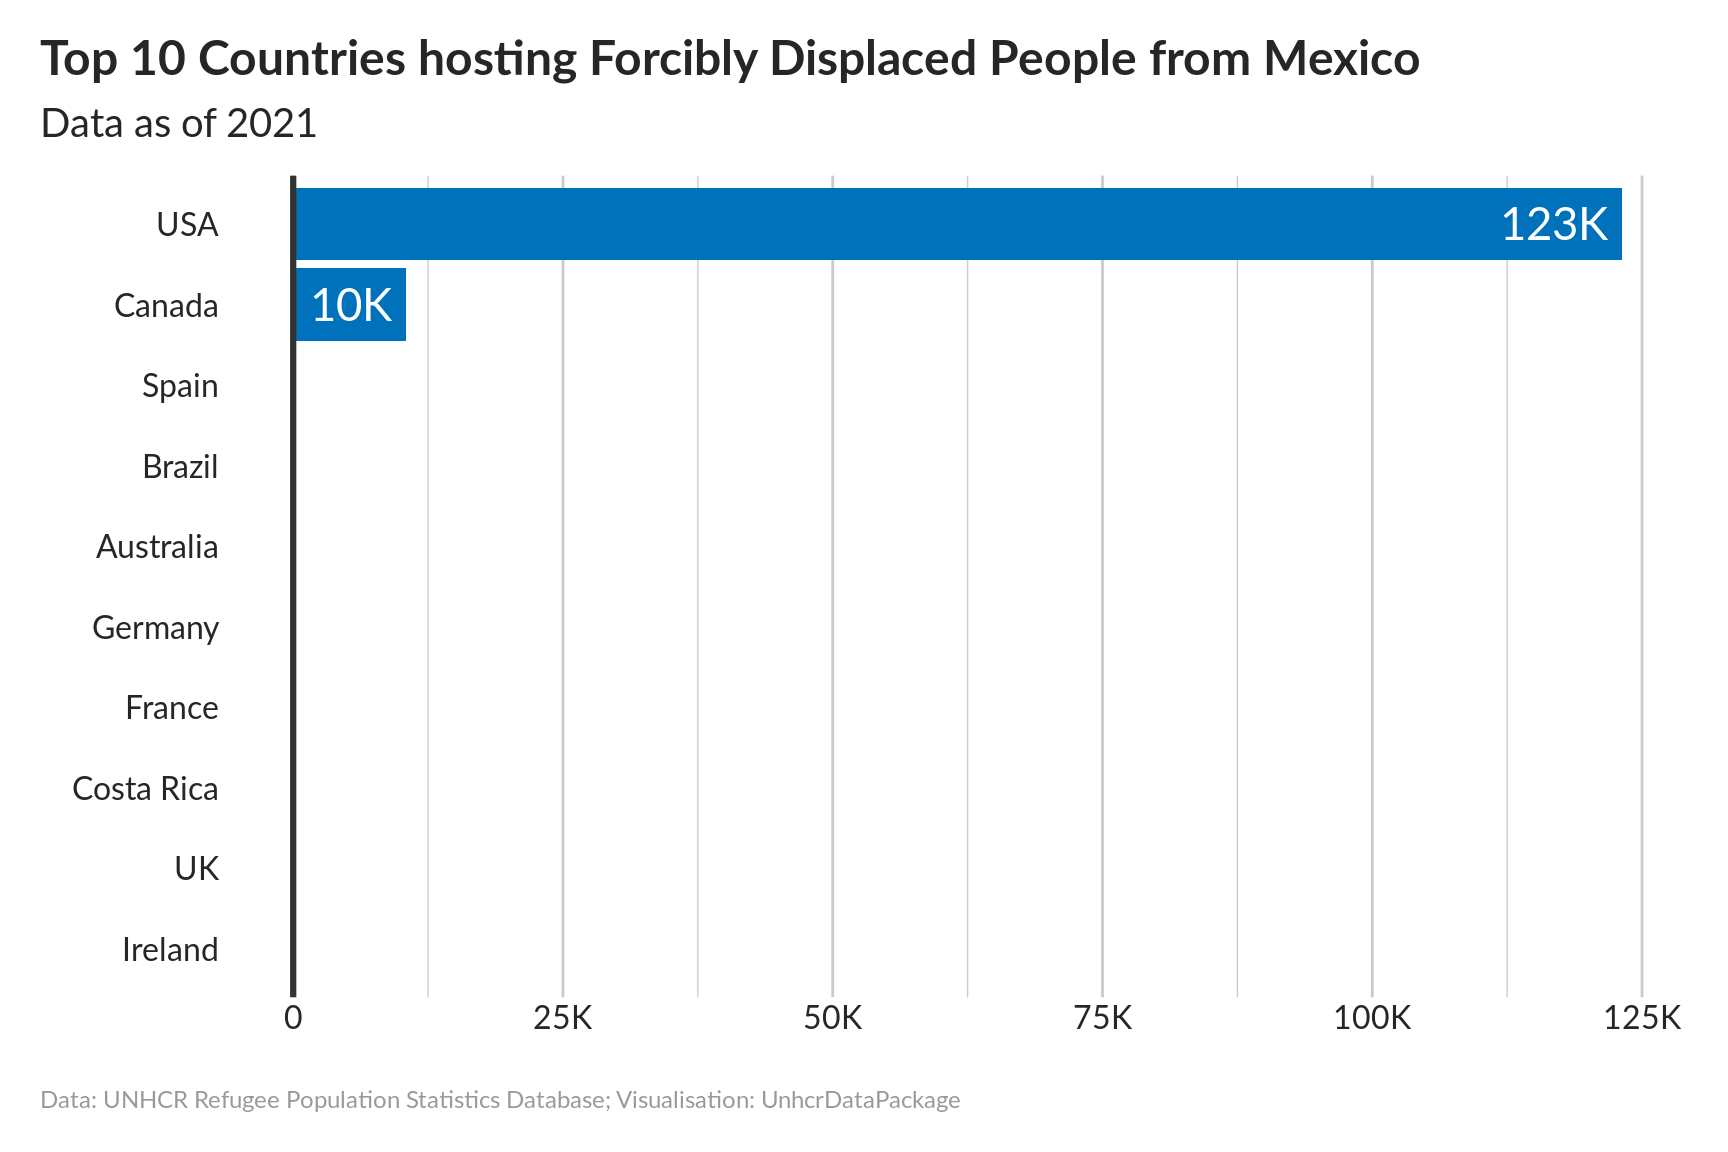 Top 10 Countries hosting Forcibly Displaced People from Mexico
Data as of 2021
USA
123K
Canada
10K
Spain
Brazil
Australia
Germany
France
Costa Rica
UK
Ireland
0 25K 50K 75K 100K 125K
Data: UNHCR Refugee Population Statistics Database; Visualisation: UnhcrDataPackage